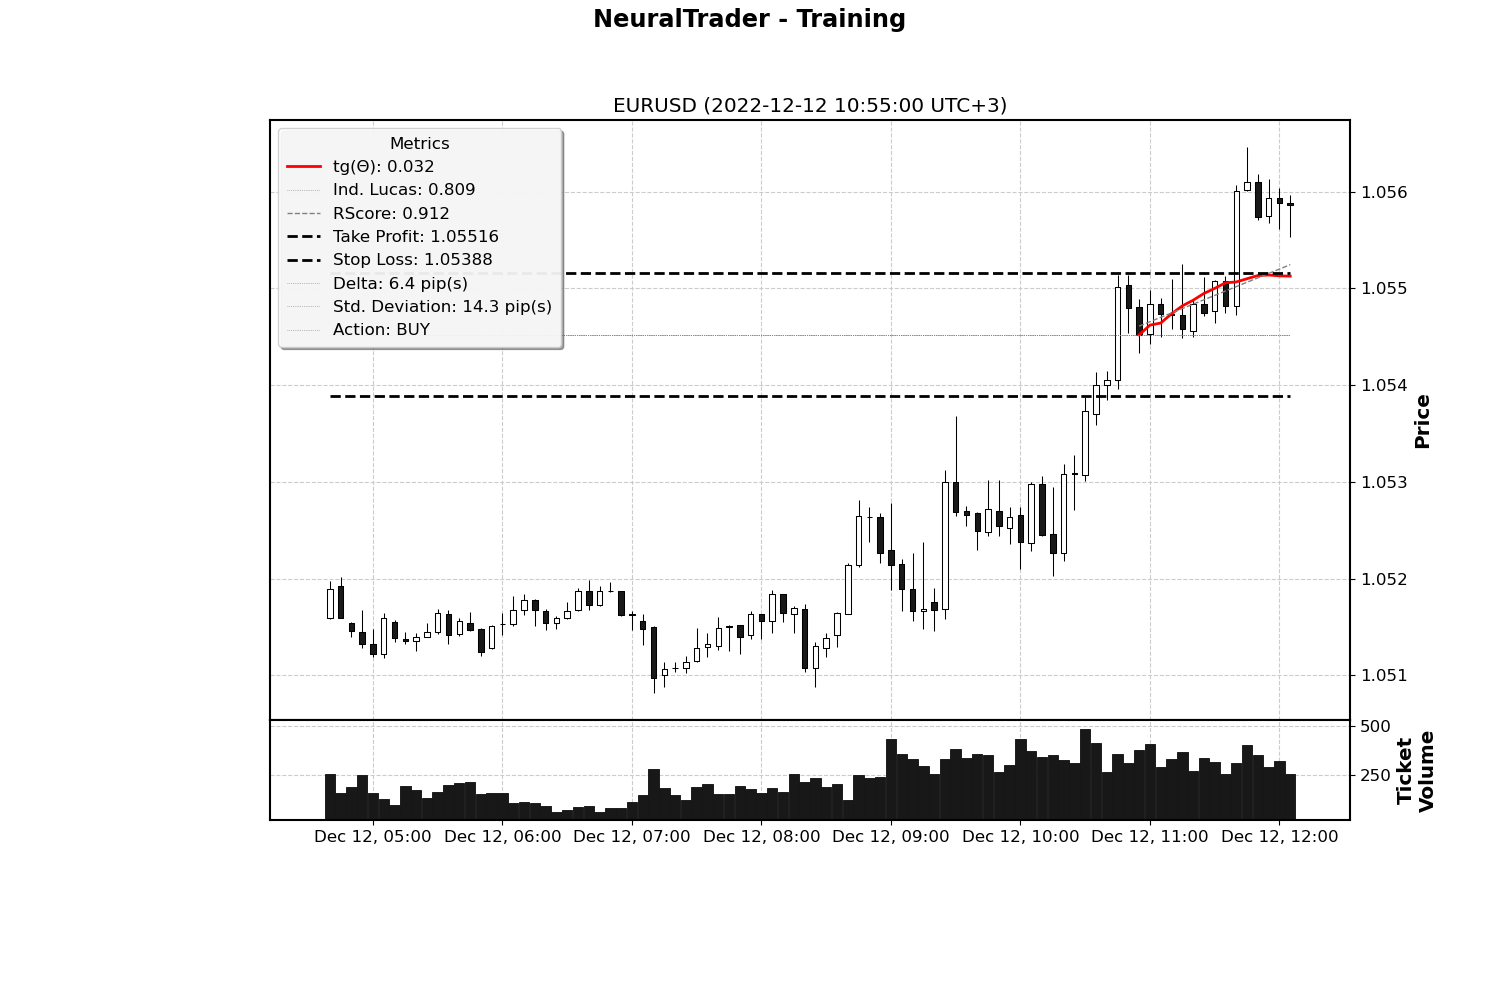 NeuralTrader - Training
EURUSD (2022-12-12 10:55:00 UTC+3)
Metrics
tg(Θ): 0.032
Ind. Lucas: 0.809
RScore: 0.912
Take Profit: 1.05516
Stop Loss: 1.05388
Delta: 6.4 pip(s)
Std. Deviation: 14.3 pip(s)
Action: BUY
1.056
1.055
1.054
1.053
1.052
1.051
Price
500
250
Ticket
Volume
Dec 12, 05:00
Dec 12, 06:00
Dec 12, 07:00
Dec 12, 08:00
Dec 12, 09:00
Dec 12, 10:00
Dec 12, 11:00
Dec 12, 12:00